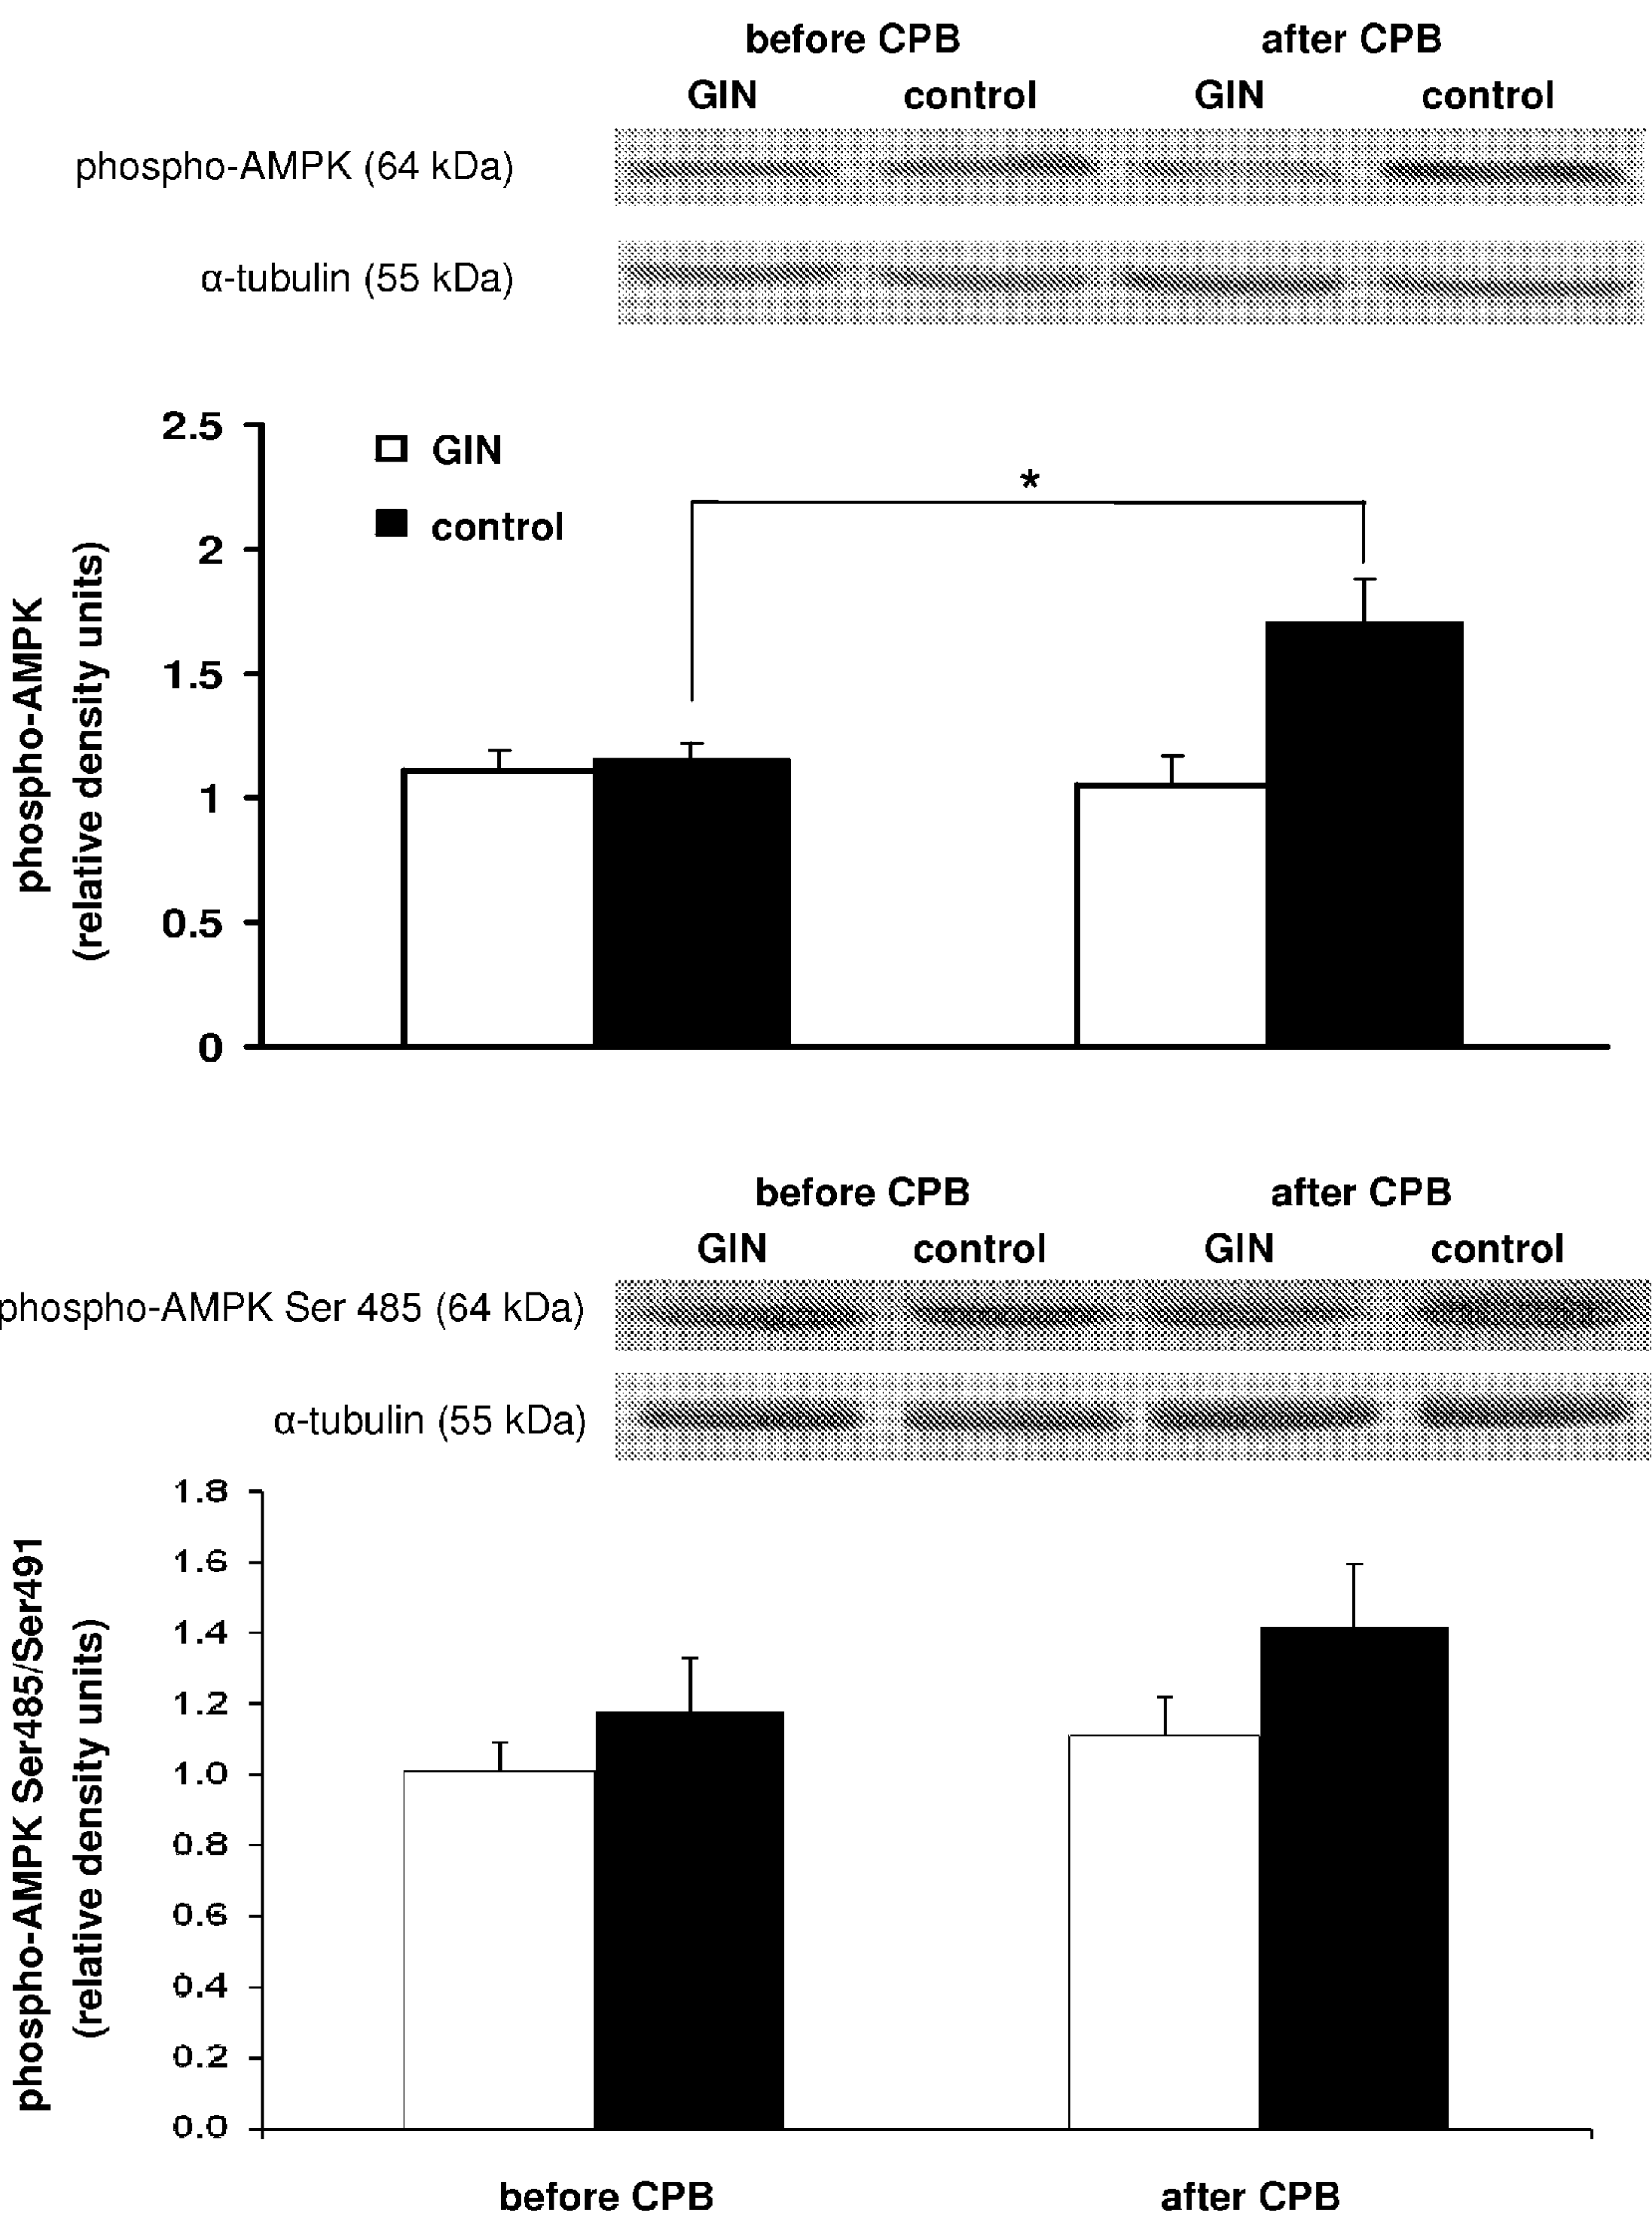 before CPB after CPB
GIN control GIN control
phospho-AMPK (64 kDa)
α-tubulin (55 kDa)
2.5
GIN
*
control
2
1.5
1
0.5
0
phospho-AMPK
(relative density units)
before CPB after CPB
GIN control GIN control
phospho-AMPK Ser 485 (64 kDa)
α-tubulin (55 kDa)
1.8
1.6
1.4
1.2
1.0
0.8
0.6
0.4
0.2
0.0
phospho-AMPK Ser485/Ser491
(relative density units)
before CPB after CPB